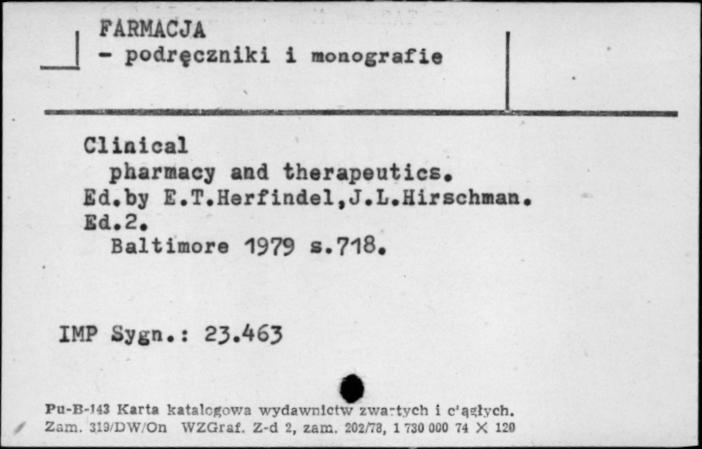 FARMACJA
- podręczniki i monografie
Clinical
pharmacy and therapeutics.
Ed.by E.T.Herfindel,J.L.Hirschman.
Ed.2.
Baltimore 1979 s.718.
IMP Sygn.: 23.463
Pu-B-143 Karta katalogowa wydawnictw zwartych i ciągłych.
Zam. 319/DW/On WZGraf. Z-d 2, zam. 202/78, 1 730 000 74 X 120